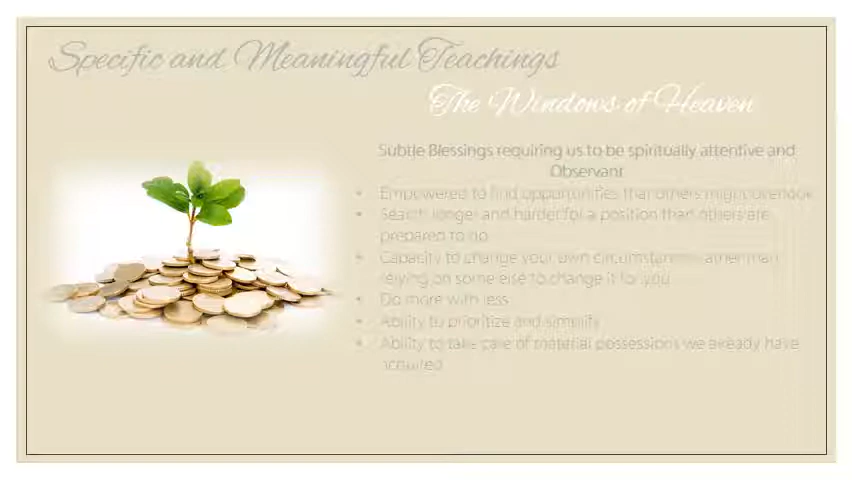 Specific and Meaningful Teachings
The Windows of Heaven
Subtle Blessings requiring us to be spiritually attentive and
Observant
• Empowered to find opportunities that others might overlook
• Search longer and harder for a position than others are
prepared to do
• Capacity to change your own circumstances rather than
relying on some else to change it for you
• Do more with less
• Ability to prioritize and simplify
• Ability to take care of material possessions we already have
acquired